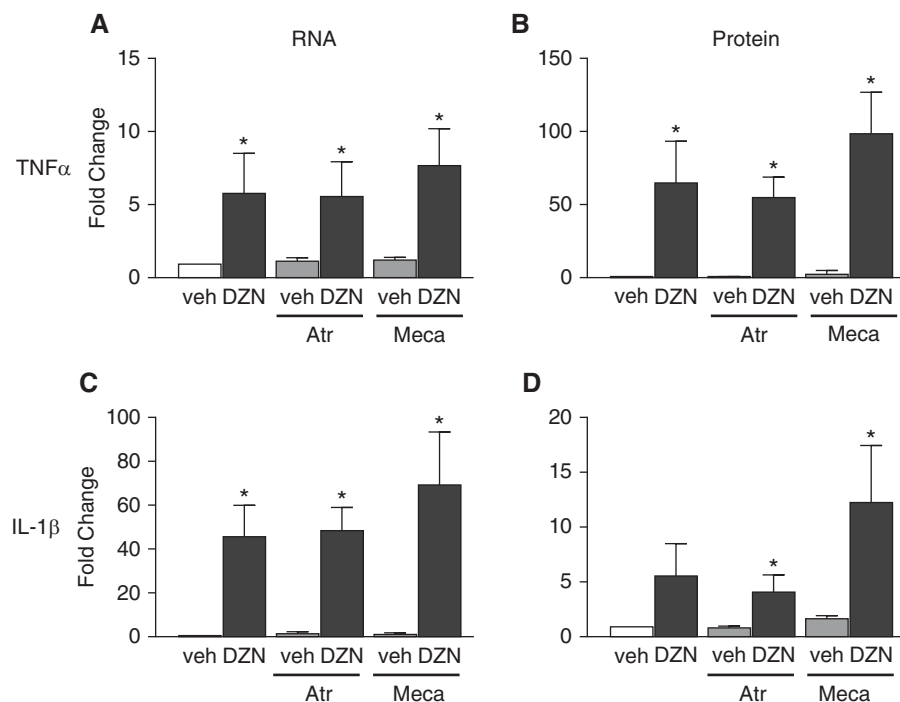 A
RNA
Fold Change
15
10
5
0
*
*
*
TNFα
veh DZN
veh DZN
veh DZN
Atr
Meca
B
Protein
150
100
50
0
*
*
*
veh DZN
veh DZN
veh DZN
Atr
Meca
C
Fold Change
100
80
60
40
20
0
*
*
*
IL-1β
veh DZN
veh DZN
veh DZN
Atr
Meca
D
20
15
10
5
0
*
*
veh DZN
veh DZN
veh DZN
Atr
Meca